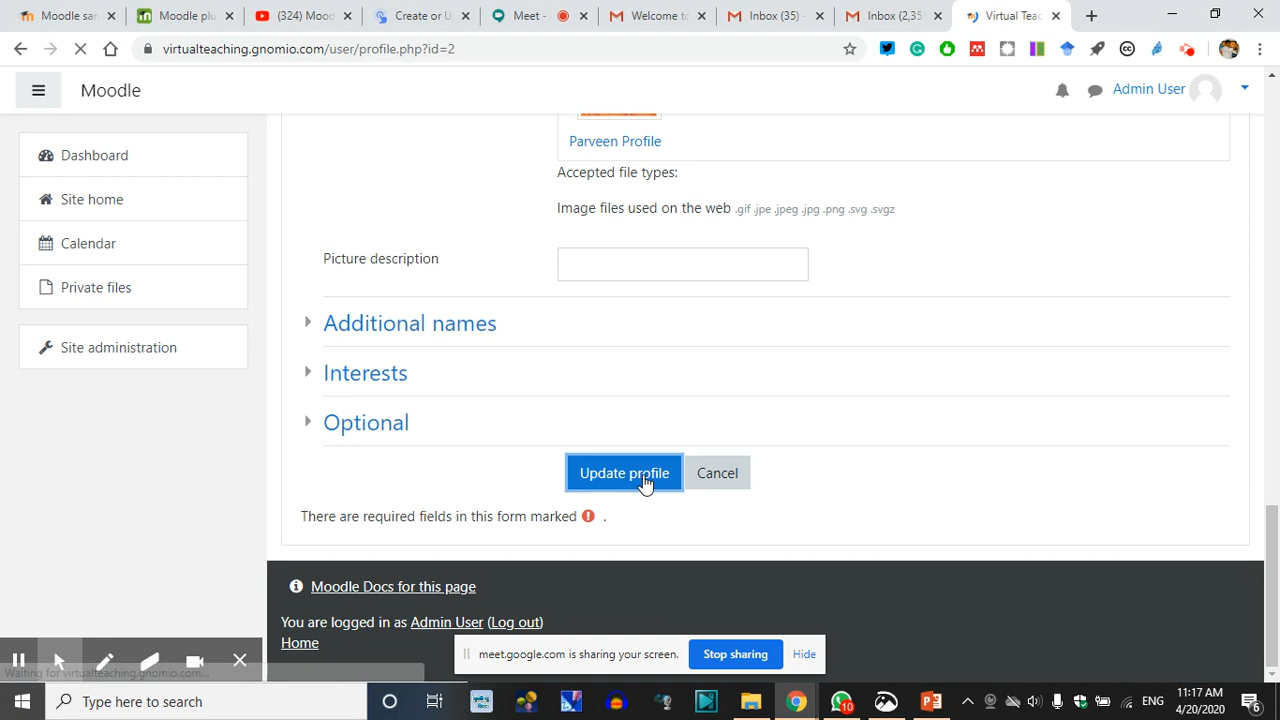 Moodle san
Moodle plu
(324) Mood
Create or U
Meet -
Welcome to
Inbox (35) -
Inbox (2,35
Virtual Teac
virtualteaching.gnomio.com/user/profile.php?id=2
Moodle
Admin User
Dashboard
Site home
Calendar
Private files
Site administration
Parveen Profile
Accepted file types:
Image files used on the web .gif .jpe .jpeg .jpg .png .svg .svgz
Picture description
Additional names
Interests
Optional
Update profile
Cancel
There are required fields in this form marked .
Moodle Docs for this page
You are logged in as Admin User (Log out)
Home
meet.google.com is sharing your screen. Stop sharing Hide
Waiting for virtualteaching.gnomio.com...
Type here to search
10
ENG
11:17 AM
4/20/2020
6